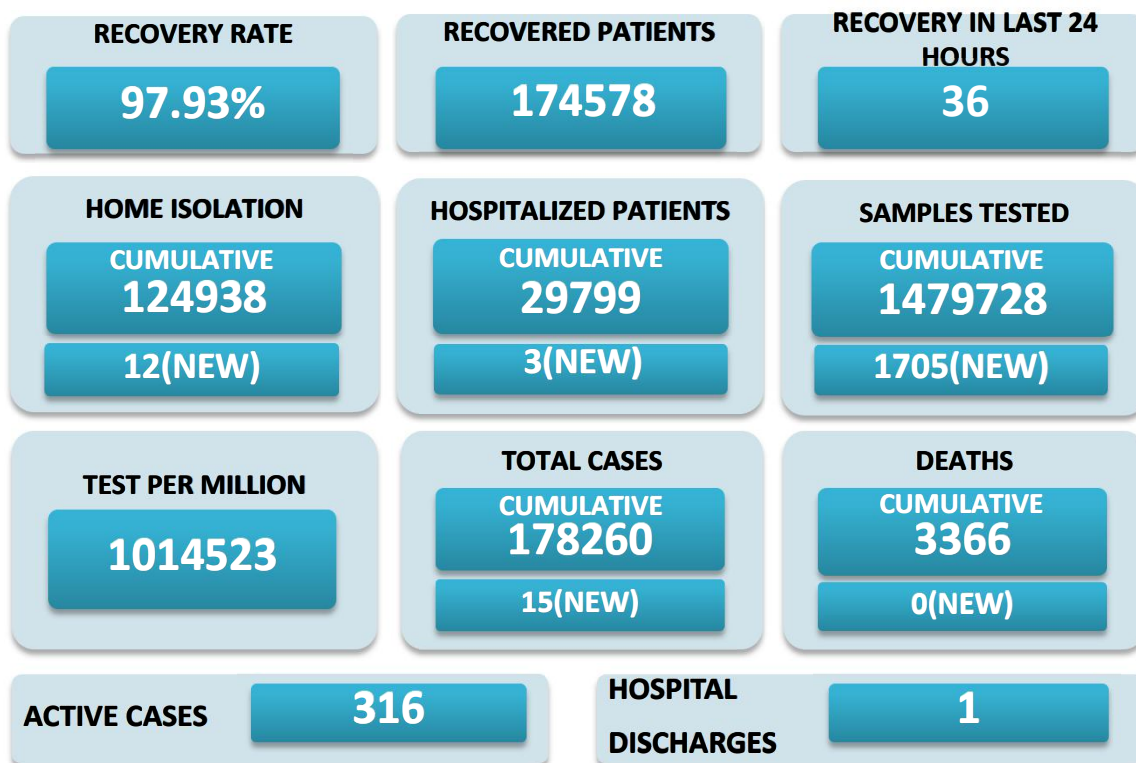 RECOVERY RATE
97.93%
RECOVERED PATIENTS
174578
RECOVERY IN LAST 24
HOURS
36
HOME ISOLATION
CUMULATIVE
124938
12(NEW)
HOSPITALIZED PATIENTS
CUMULATIVE
29799
3(NEW)
SAMPLES TESTED
CUMULATIVE
1479728
1705(NEW)
TEST PER MILLION
1014523
TOTAL CASES
CUMULATIVE
178260
15(NEW)
DEATHS
CUMULATIVE
3366
0(NEW)
ACTIVE CASES
316
HOSPITAL
DISCHARGES
1